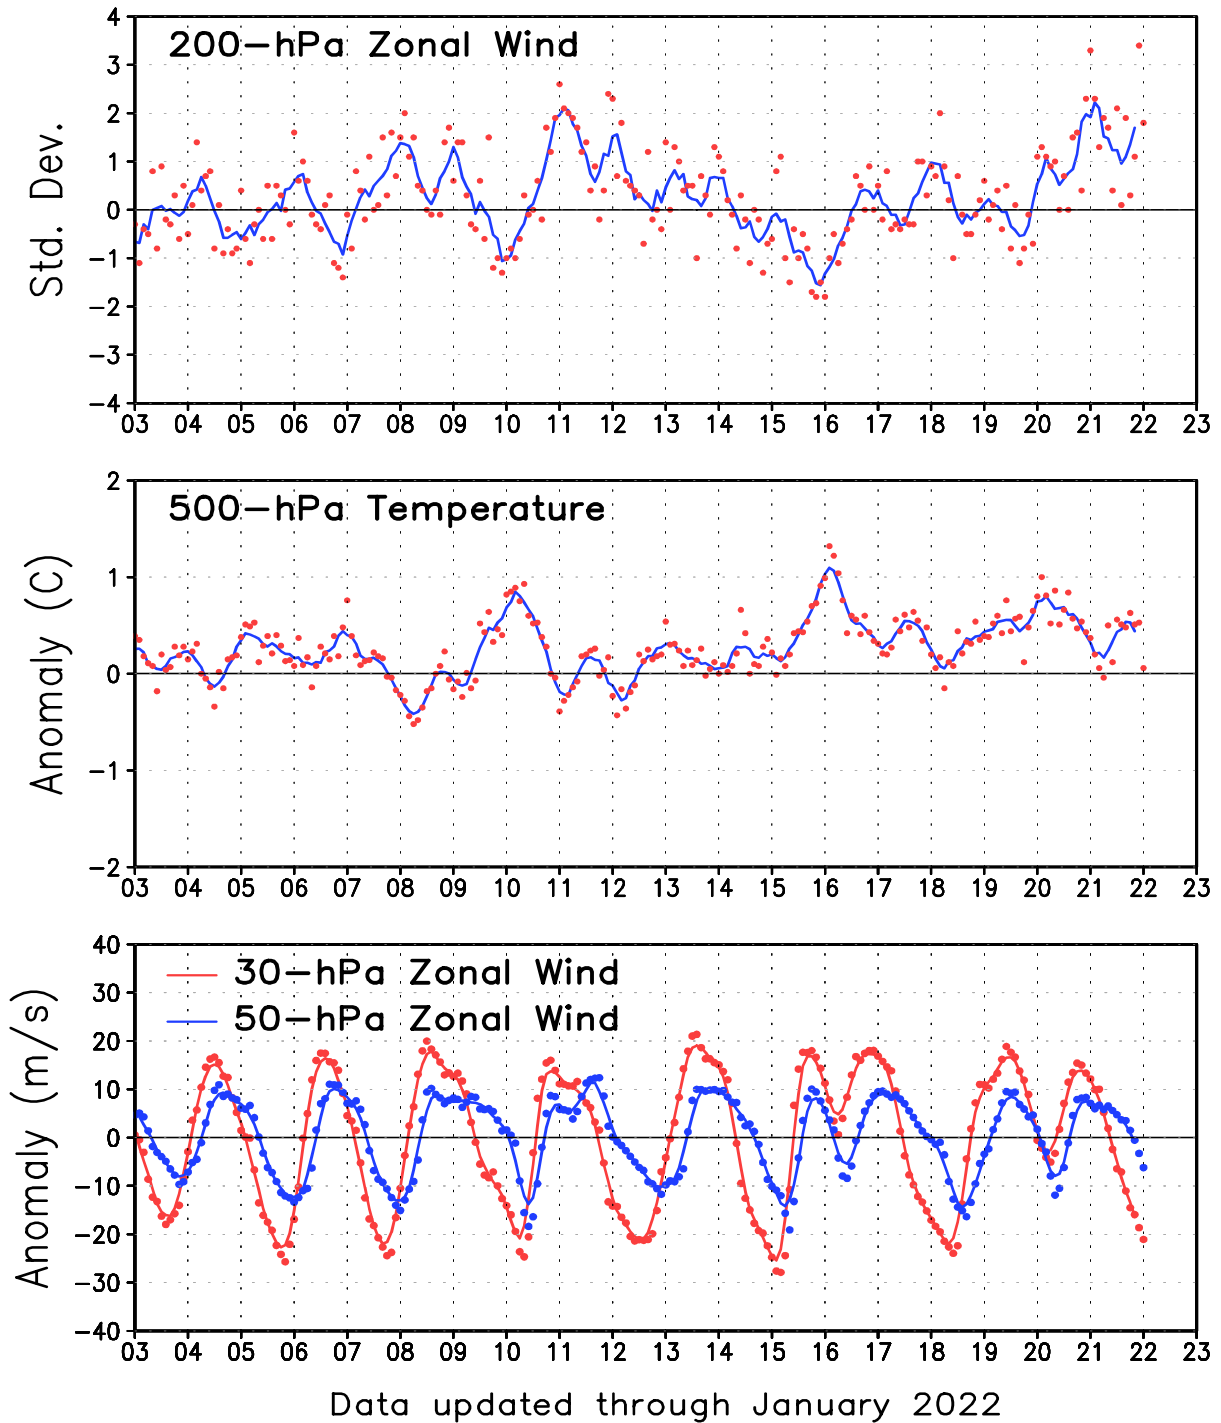 200-hPa Zonal Wind
Std. Dev.
4
3
2
1
0
-1
-2
-3
-4
03 04 05 06 07 08 09 10 11 12 13 14 15 16 17 18 19 20 21 22 23
500-hPa Temperature
Anomaly (C)
2
1
0
-1
-2
03 04 05 06 07 08 09 10 11 12 13 14 15 16 17 18 19 20 21 22 23
30-hPa Zonal Wind
50-hPa Zonal Wind
Anomaly (m/s)
40
30
20
10
0
-10
-20
-30
-40
03 04 05 06 07 08 09 10 11 12 13 14 15 16 17 18 19 20 21 22 23
Data updated through January 2022